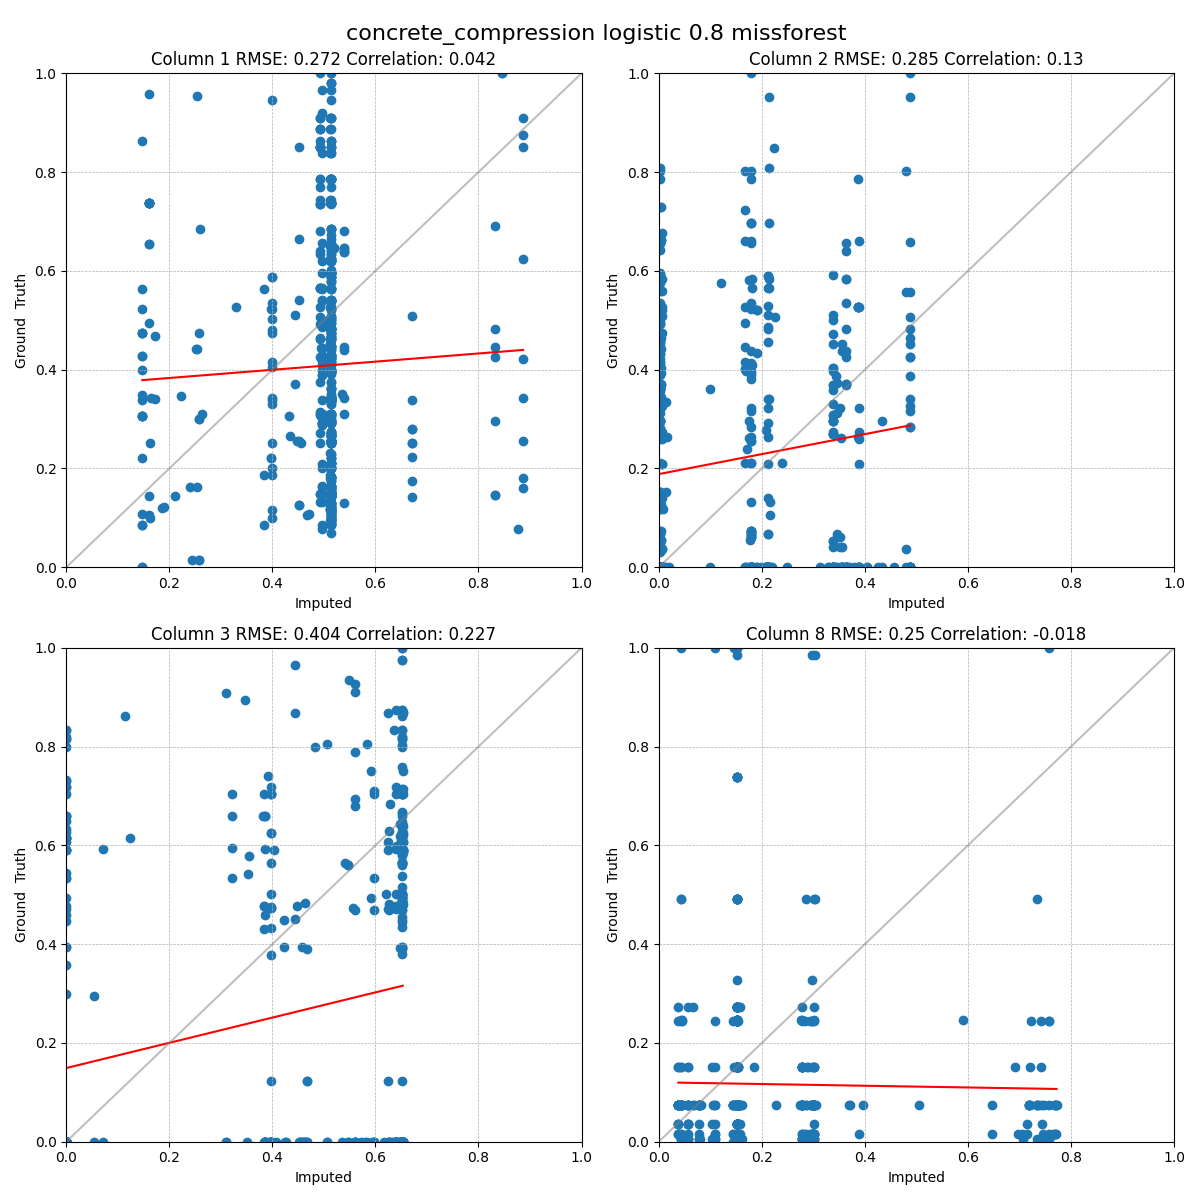 concrete_compression logistic 0.8 missforest
Column 1 RMSE: 0.272 Correlation: 0.042
1.0
0.8
0.6
0.4
0.2
0.0
Ground Truth
0.0 0.2 0.4 0.6 0.8 1.0
Imputed
Column 2 RMSE: 0.285 Correlation: 0.13
1.0
0.8
0.6
0.4
0.2
0.0
Ground Truth
0.0 0.2 0.4 0.6 0.8 1.0
Imputed
Column 3 RMSE: 0.404 Correlation: 0.227
1.0
0.8
0.6
0.4
0.2
0.0
Ground Truth
0.0 0.2 0.4 0.6 0.8 1.0
Imputed
Column 8 RMSE: 0.25 Correlation: -0.018
1.0
0.8
0.6
0.4
0.2
0.0
Ground Truth
0.0 0.2 0.4 0.6 0.8 1.0
Imputed